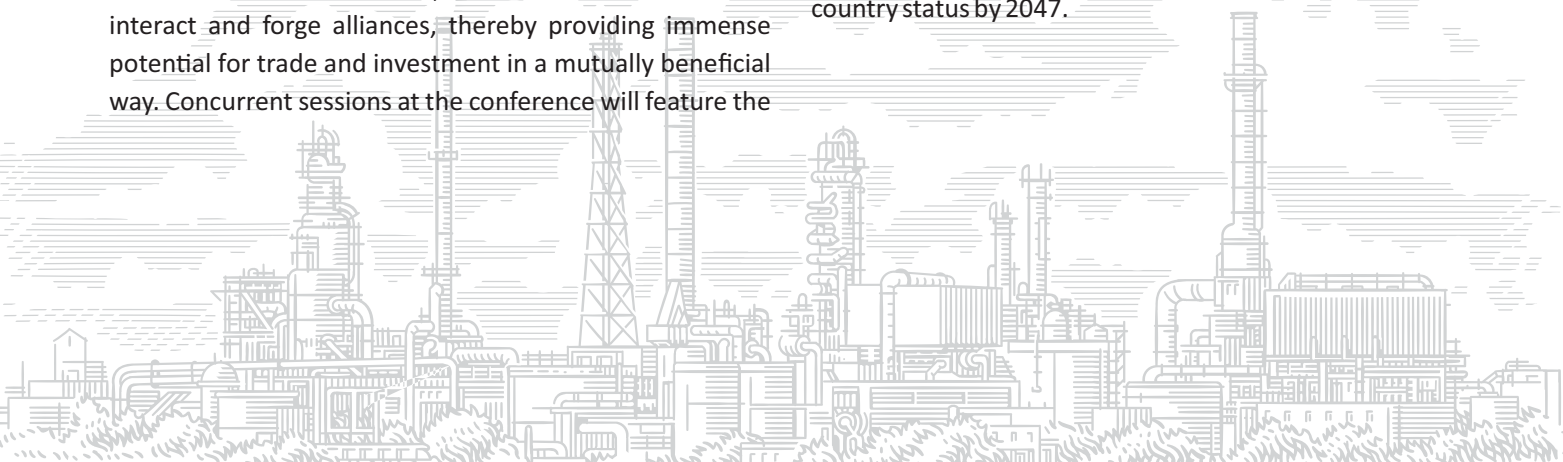 interact and forge alliances, thereby providing immense
potential for trade and investment in a mutually beneficial
way. Concurrent sessions at the conference will feature the
country status by 2047.